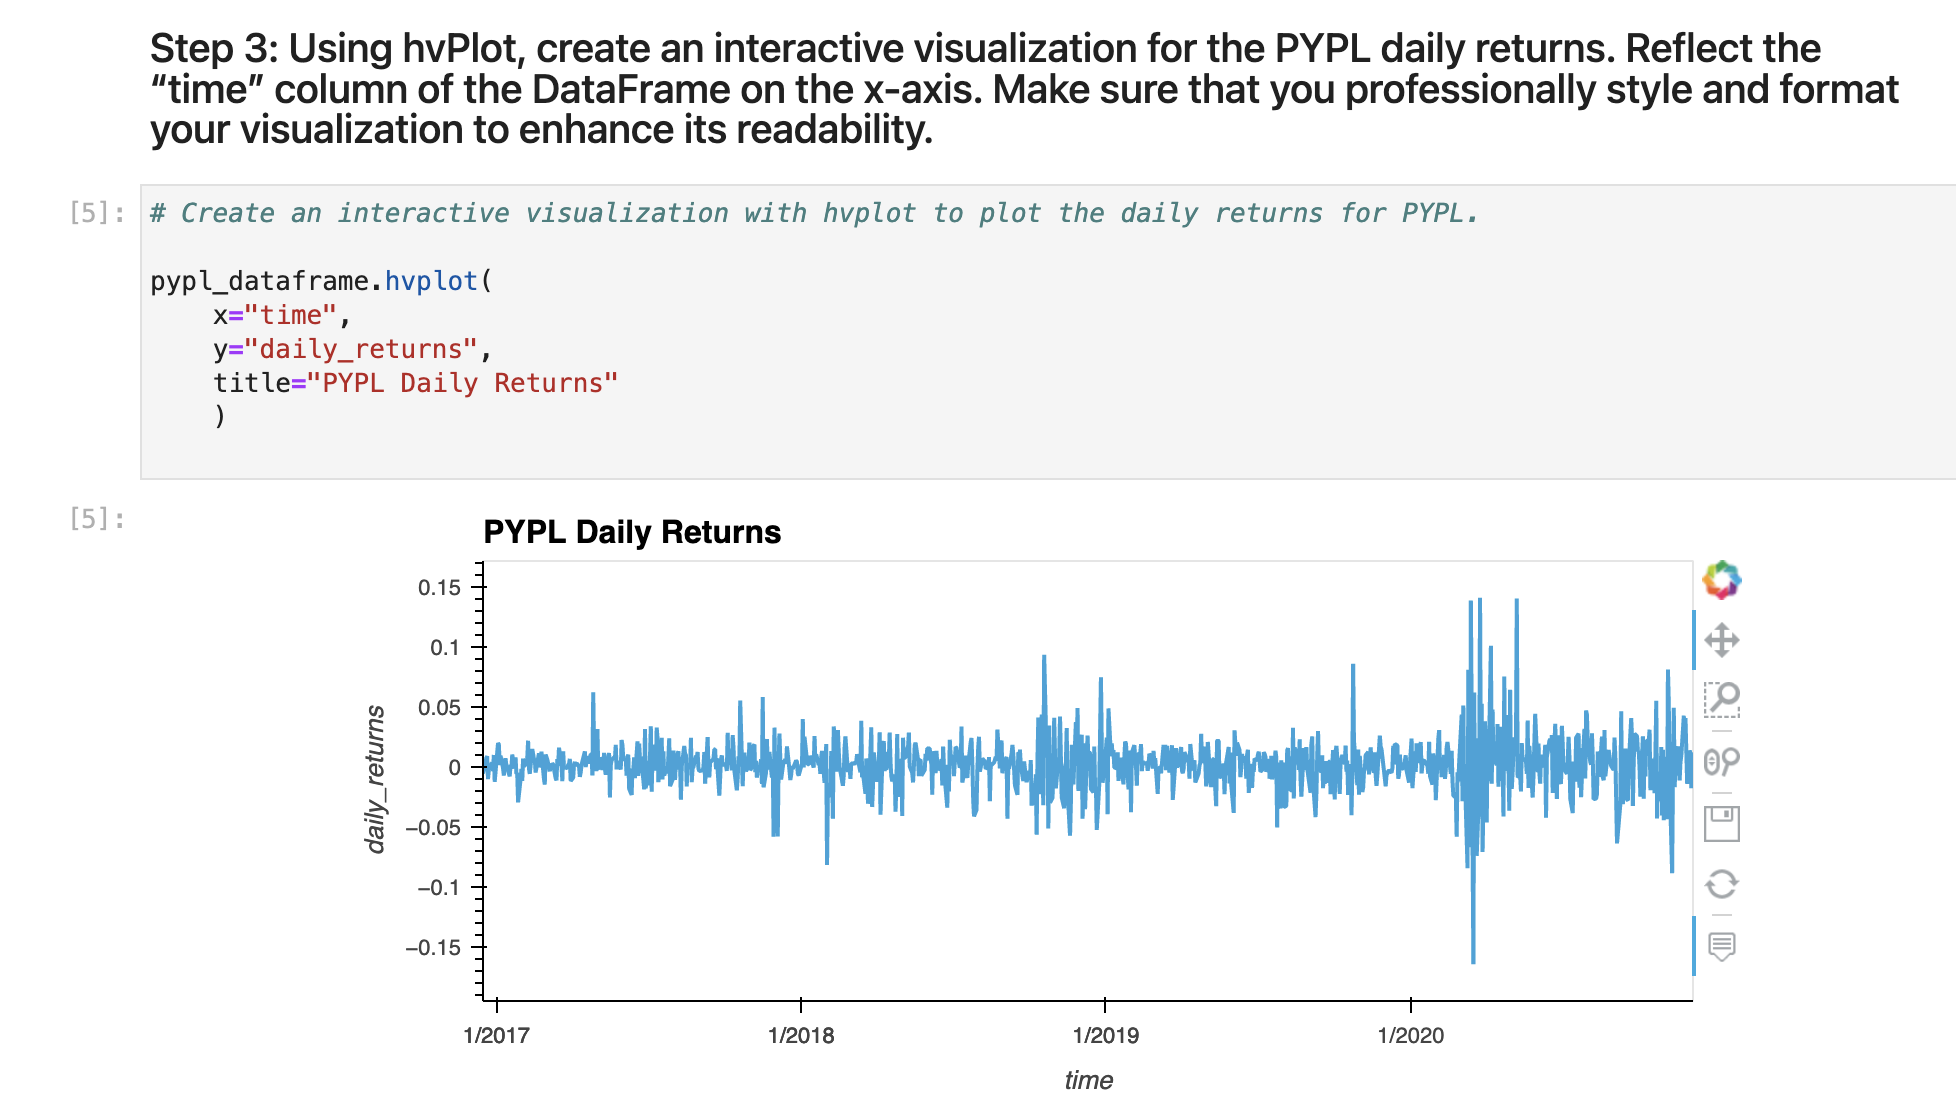 Step 3: Using hvPlot, create an interactive visualization for the PYPL daily returns. Reflect the
“time” column of the DataFrame on the x-axis. Make sure that you professionally style and format
your visualization to enhance its readability.
[5]:
# Create an interactive visualization with hvplot to plot the daily returns for PYPL.
pypl_dataframe.hvplot(
    x="time",
    y="daily_returns",
    title="PYPL Daily Returns"
    )
[5]:
PYPL Daily Returns
0.15
0.1
0.05
0
−0.05
−0.1
−0.15
daily_returns
1/2017 1/2018 1/2019 1/2020
time